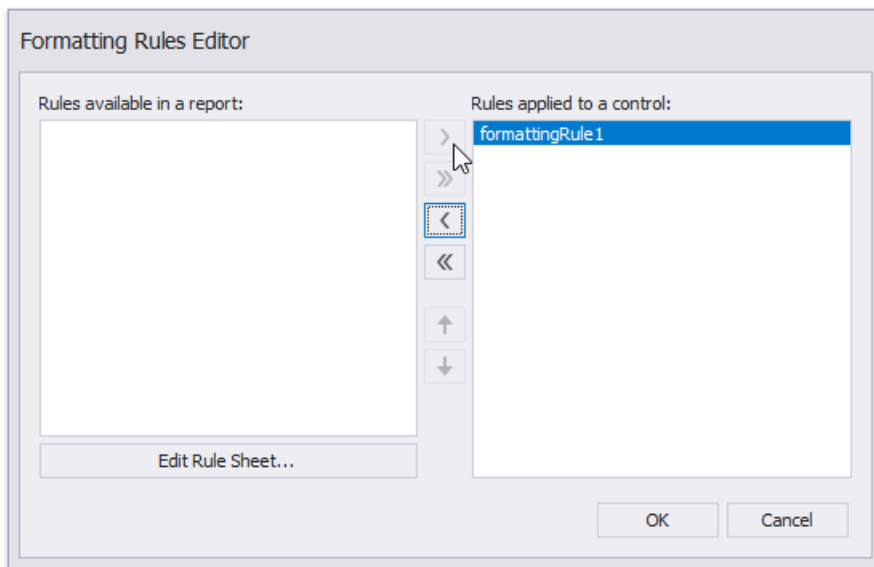 Formatting Rules Editor
Rules available in a report:
Rules applied to a control:
formattingRule1
Edit Rule Sheet...
OK
Cancel